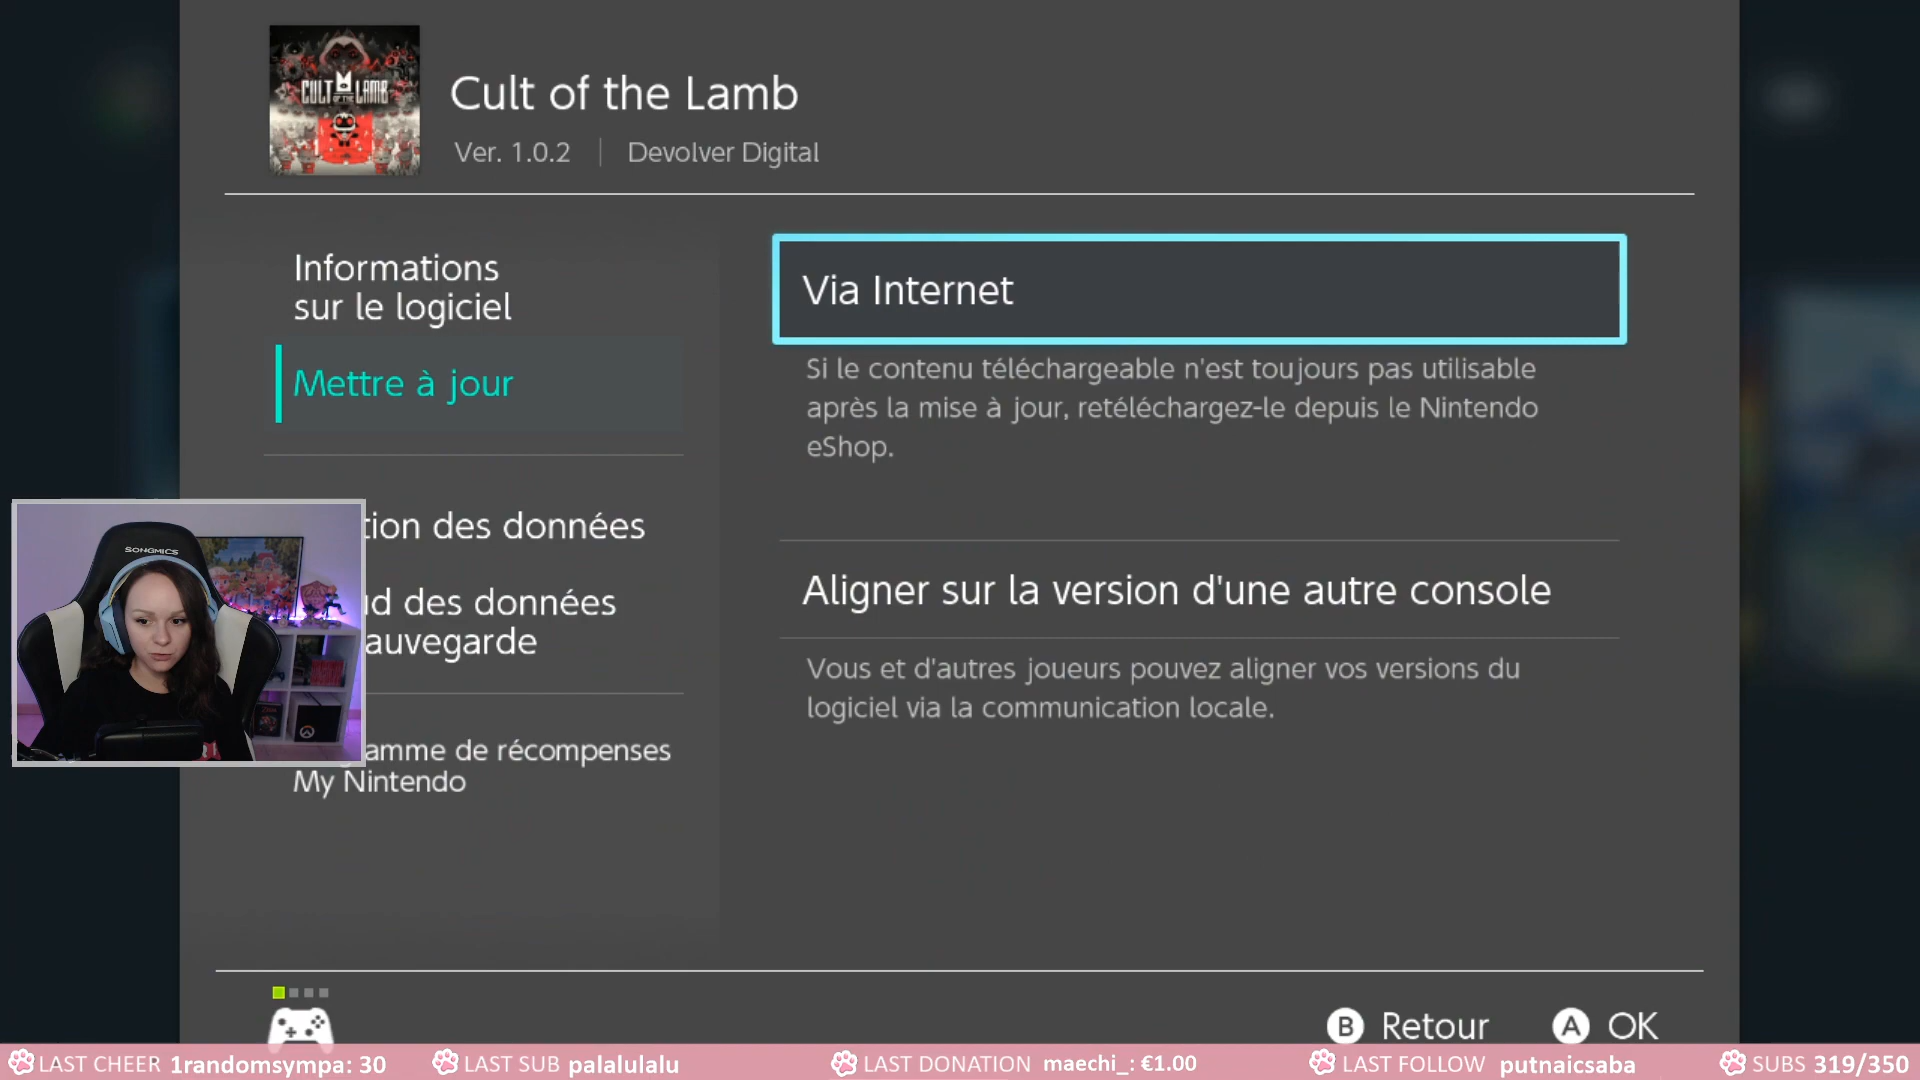 CULT OF THE LAMB
Cult of the Lamb
Ver. 1.0.2
Devolver Digital
Informations
sur le logiciel
Mettre à jour
tion des données
d des données
auvegarde
amme de récompenses
My Nintendo
Via Internet
Si le contenu téléchargeable n'est toujours pas utilisable
après la mise à jour, retéléchargez-le depuis le Nintendo
eShop.
Aligner sur la version d'une autre console
Vous et d'autres joueurs pouvez aligner vos versions du
logiciel via la communication locale.
SONGMICS
B Retour
A OK
LAST CHEER 1randomsympa: 30
LAST SUB palalulalu
LAST DONATION maechi_: €1.00
LAST FOLLOW putnaicsaba
SUBS 319/350